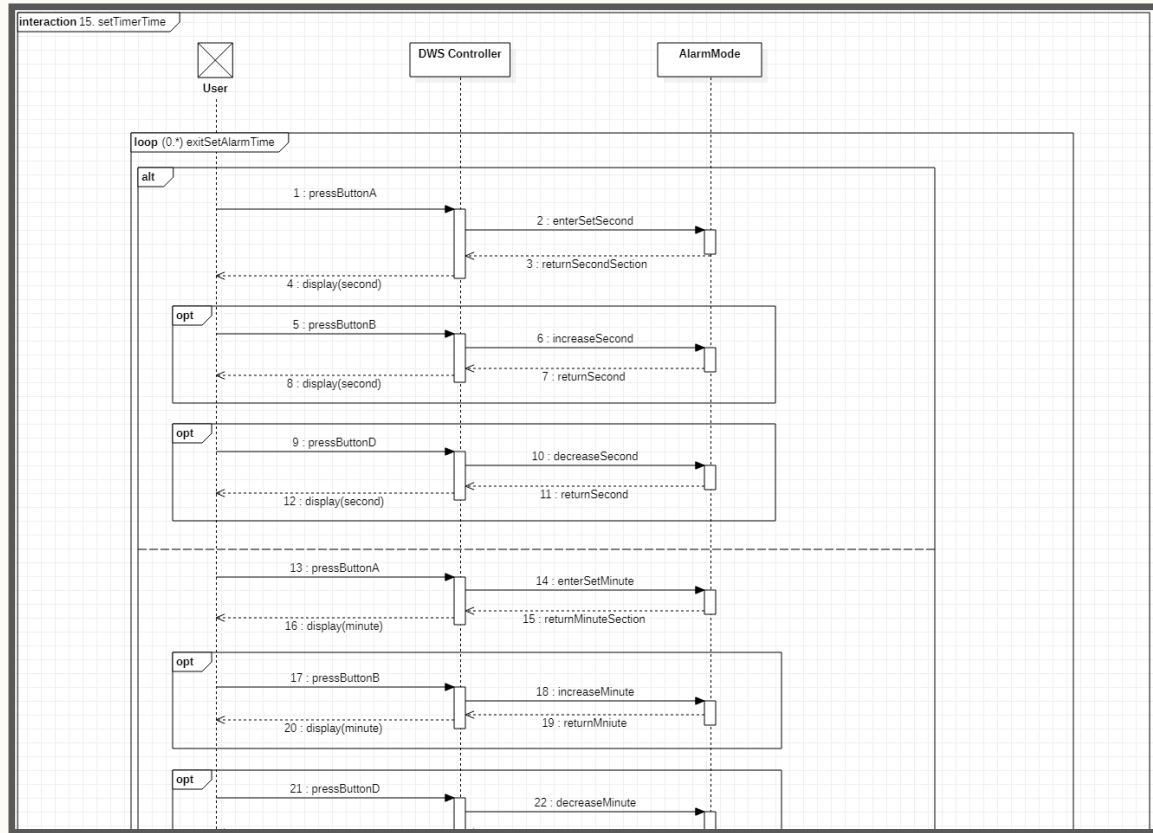 interaction 15. setTimerTime
User
DWS Controller
AlarmMode
loop (0.*) exitSetAlarmTime
alt
1 : pressButtonA
2 : enterSetSecond
3 : returnSecondSection
4 : display(second)
opt
5 : pressButtonB
6 : increaseSecond
7 : returnSecond
8 : display(second)
opt
9 : pressButtonD
10 : decreaseSecond
11 : returnSecond
12 : display(second)
13 : pressButtonA
14 : enterSetMinute
15 : returnMinuteSection
16 : display(minute)
opt
17 : pressButtonB
18 : increaseMinute
19 : returnMniute
20 : display(minute)
opt
21 : pressButtonD
22 : decreaseMinute